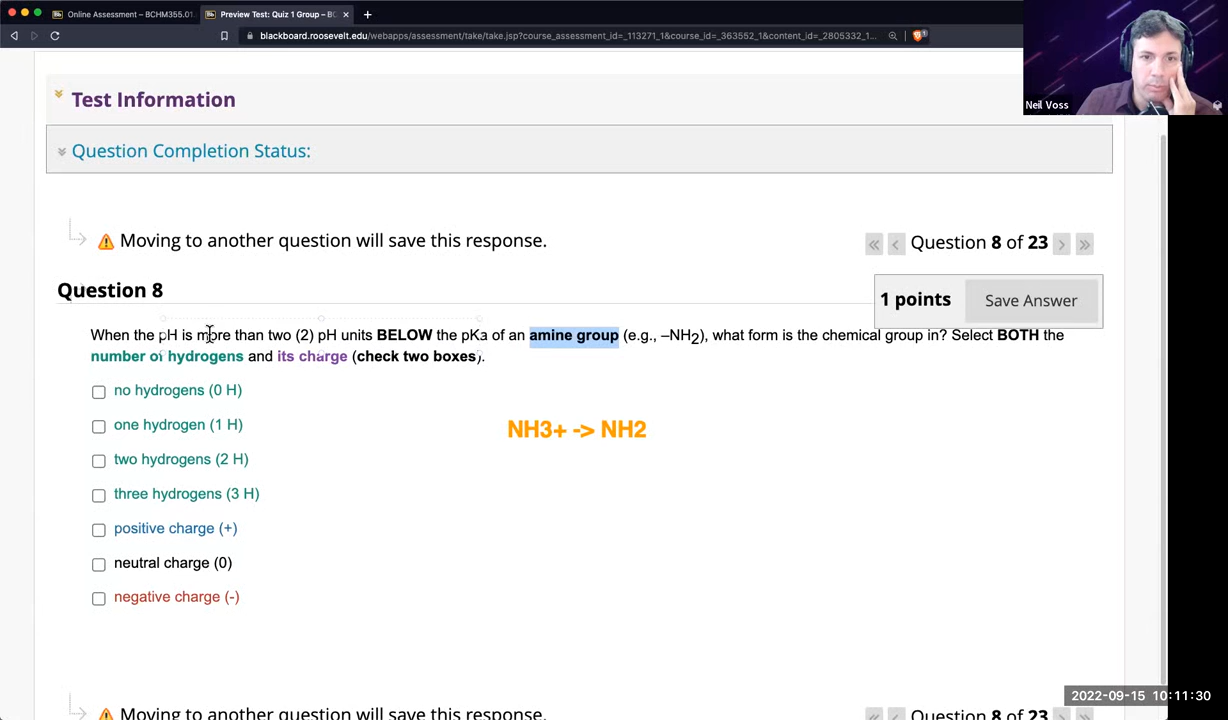 Online Assessment – BCHM355.01
Preview Test: Quiz 1 Group – BC
blackboard.roosevelt.edu/webapps/assessment/take/take.jsp?course_assessment_id=_113271_1&course_id=_363552_1&content_id=_2805332_1...
Neil Voss
Test Information
Question Completion Status:
Moving to another question will save this response.
Question 8 of 23
Question 8
1 points
Save Answer
When the pH is more than two (2) pH units BELOW the pKa of an amine group (e.g., –NH2), what form is the chemical group in? Select BOTH the
number of hydrogens and its charge (check two boxes).
no hydrogens (0 H)
one hydrogen (1 H)
two hydrogens (2 H)
three hydrogens (3 H)
positive charge (+)
neutral charge (0)
negative charge (-)
NH3+ -> NH2
2022-09-15 10:11:30
Moving to another question will save this response.
Question 8 of 23